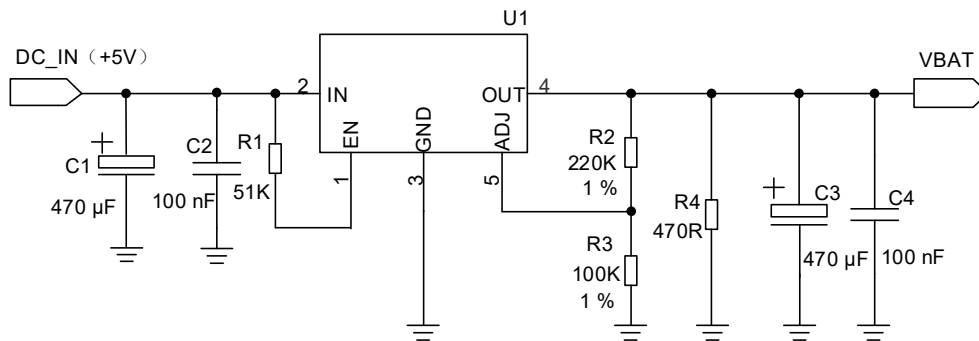 U1
DC_IN（+5V）
VBAT
2
IN
OUT
4
EN
GND
ADJ
1
3
5
C1
470 µF
C2
100 nF
R1
51K
R2
220K
1 %
R3
100K
1 %
R4
470R
C3
470 µF
C4
100 nF